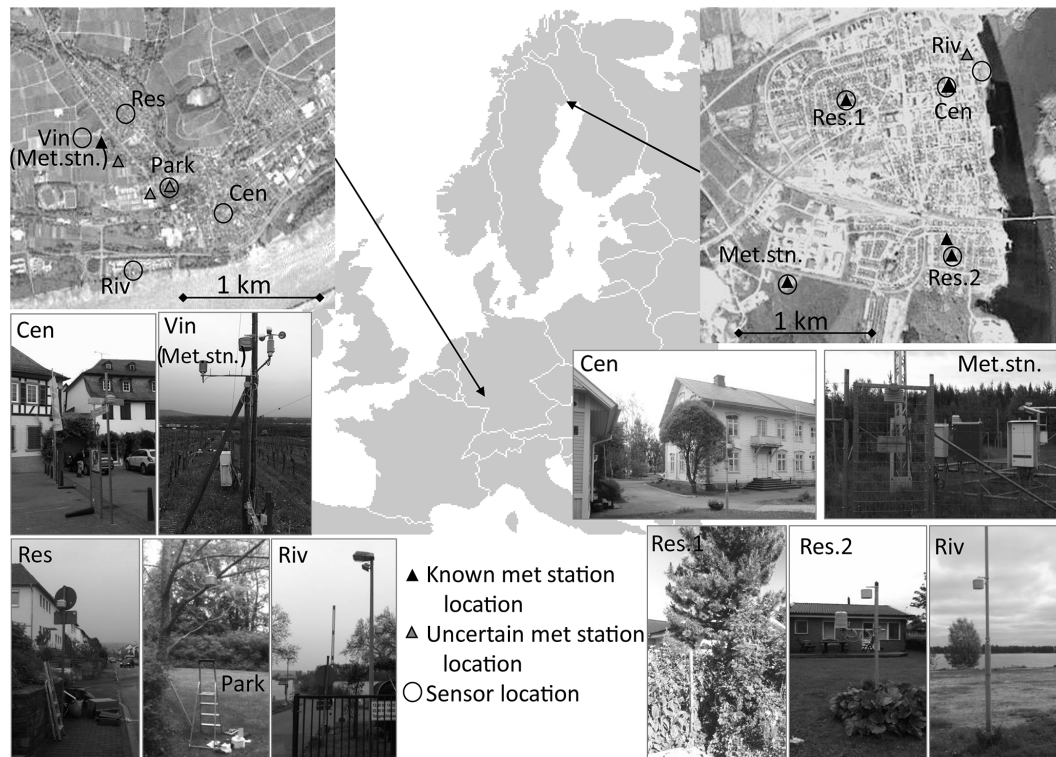 Res
Vin
(Met.stn.)
Park
Cen
Riv
1 km
Riv
Cen
Res.1
Met.stn.
Res.2
1 km
Cen
Vin
(Met.stn.)
Cen
Met.stn.
Res
Park
Riv
Known met station
location
Uncertain met station
location
Sensor location
Res.1
Res.2
Riv